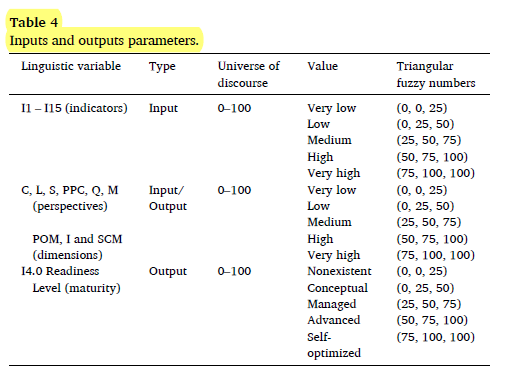 Table 4
Inputs and outputs parameters.
Linguistic variable Type Universe of discourse Value Triangular fuzzy numbers
I1 – I15 (indicators) Input 0–100 Very low (0, 0, 25)
Low (0, 25, 50)
Medium (25, 50, 75)
High (50, 75, 100)
Very high (75, 100, 100)
C, L, S, PPC, Q, M (perspectives) Input/ Output 0–100 Very low (0, 0, 25)
Low (0, 25, 50)
Medium (25, 50, 75)
POM, I and SCM High (50, 75, 100)
(dimensions) Very high (75, 100, 100)
I4.0 Readiness Output 0–100 Nonexistent (0, 0, 25)
Level (maturity) Conceptual (0, 25, 50)
Managed (25, 50, 75)
Advanced (50, 75, 100)
Self- (75, 100, 100)
optimized